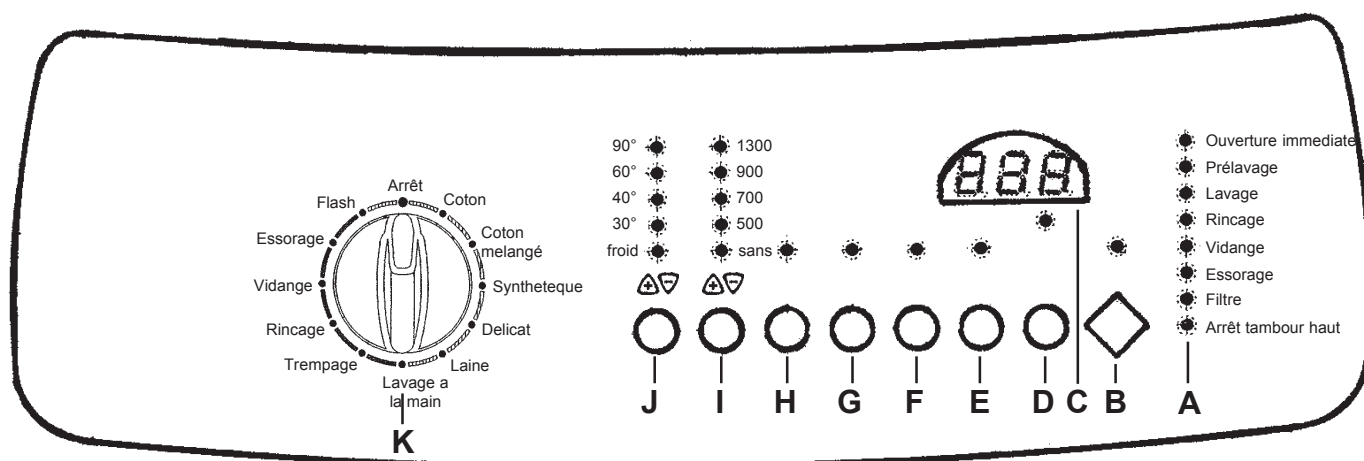 Arrêt
Flash
Coton
Essorage
Coton
melangé
Vidange
Syntheteque
Rincage
Delicat
Trempage
Laine
Lavage a
la main
K
90°
60°
40°
30°
froid
1300
900
700
500
sans
+ −
+ −
J I H G F E D C B A
Ouverture immediate
Prélavage
Lavage
Rincage
Vidange
Essorage
Filtre
Arrêt tambour haut